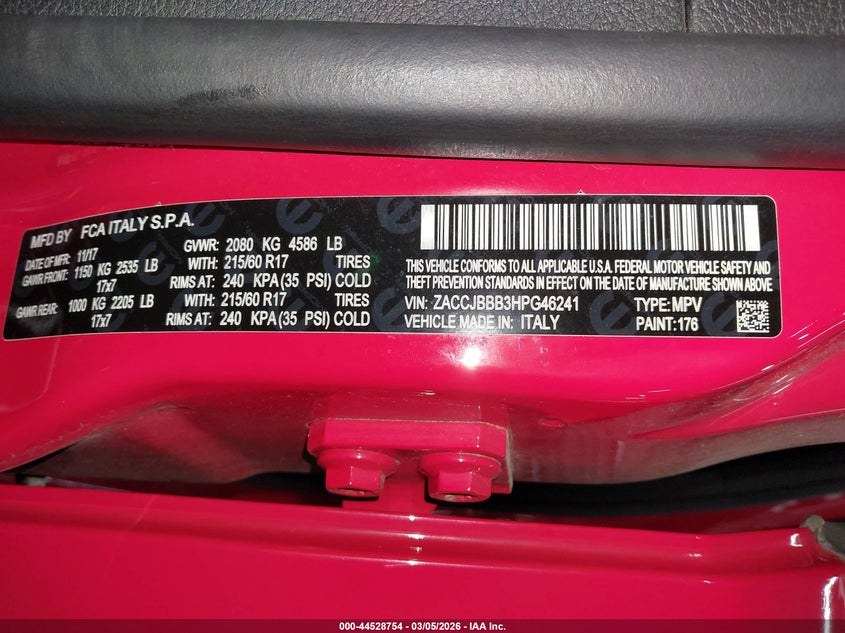 MFD BY FCA ITALY S.P.A.
DATE OF MFR: 11/17 GVWR: 2080 KG 4586 LB
GAWR FRONT: 1150 KG 2535 LB WITH: 215/60 R17 TIRES
17x7 RIMS AT: 240 KPA (35 PSI) COLD
GAWR REAR: 1000 KG 2205 LB WITH: 215/60 R17 TIRES
17x7 RIMS AT: 240 KPA (35 PSI) COLD
THIS VEHICLE CONFORMS TO ALL APPLICABLE U.S.A. FEDERAL MOTOR VEHICLE SAFETY AND
THEFT PREVENTION STANDARDS IN EFFECT ON THE DATE OF MANUFACTURE SHOWN ABOVE.
VIN: ZACCJBBB3HPG46241 TYPE: MPV
VEHICLE MADE IN: ITALY PAINT: 176
000-44528754 — 03/05/2026 — IAA Inc.